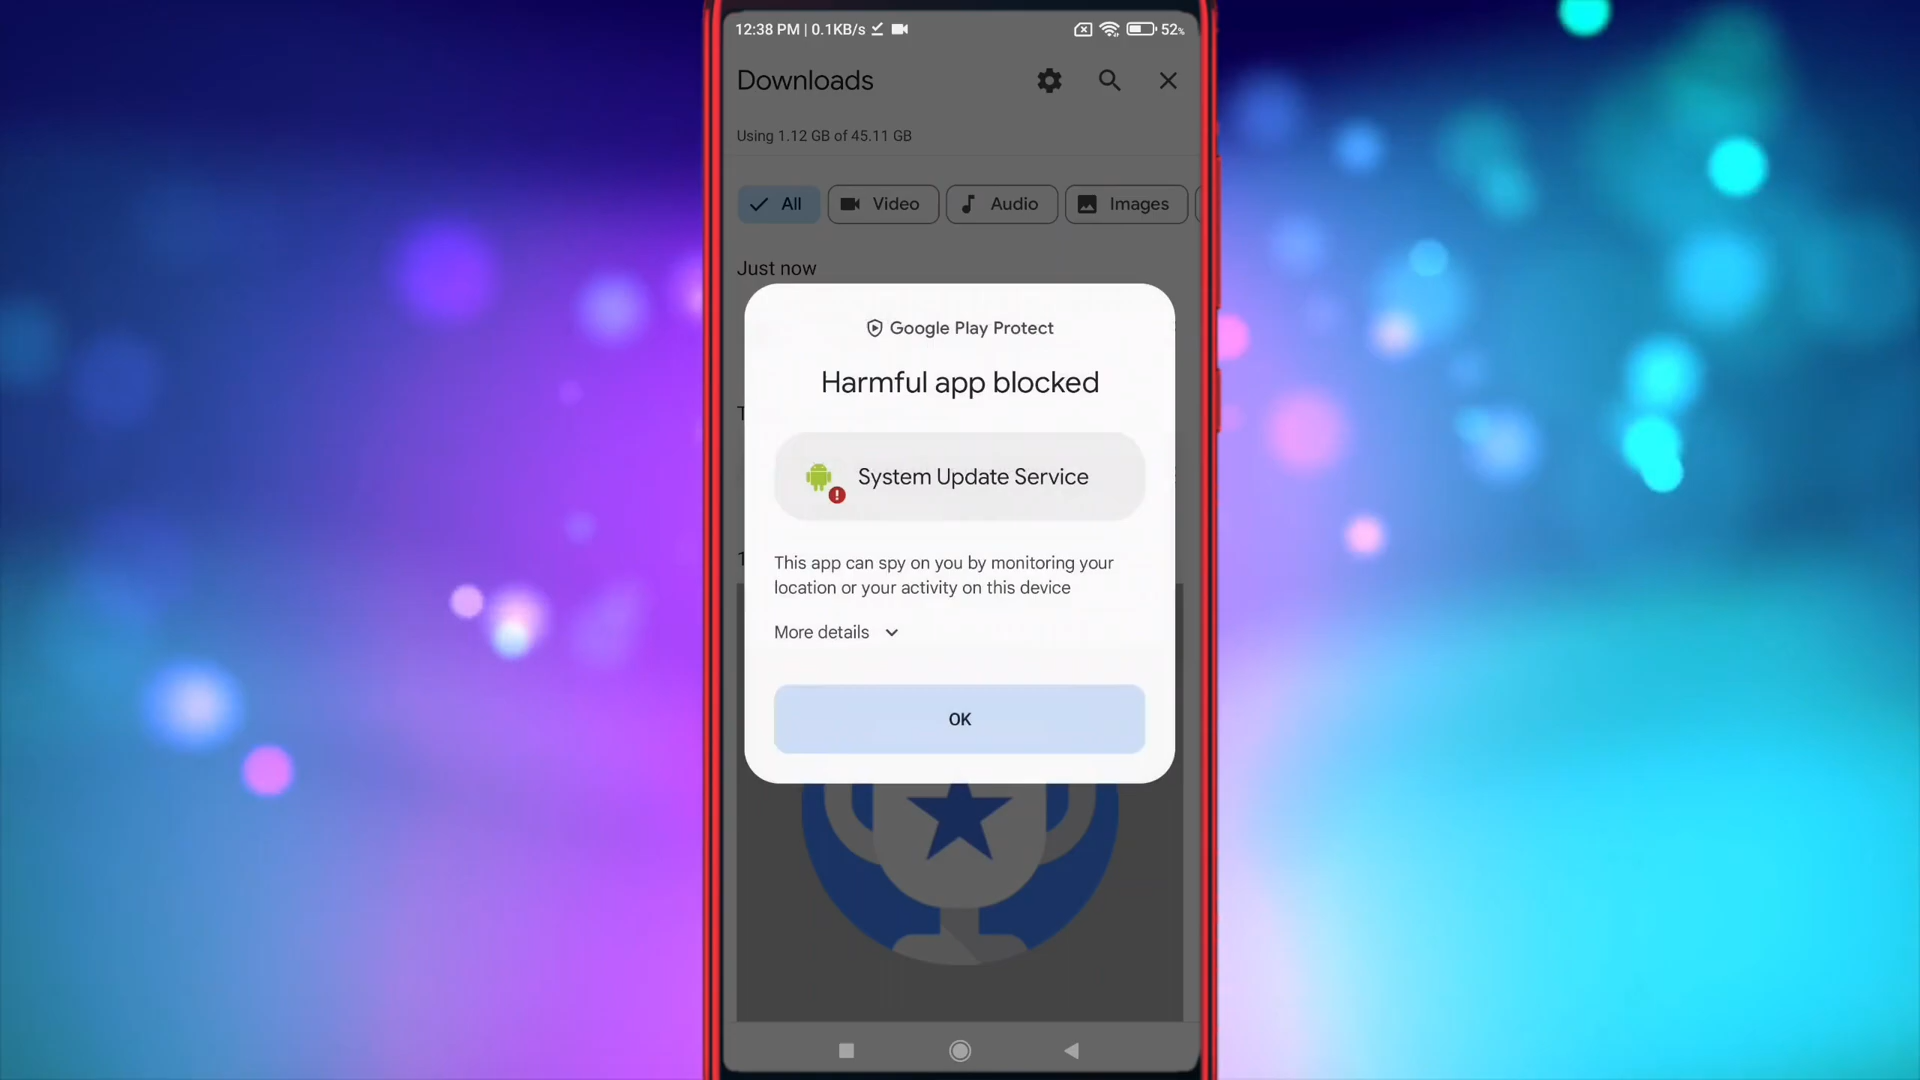 12:38 PM | 0.1KB/s 52%
Downloads
Using 1.12 GB of 45.11 GB
All Video Audio Images
Just now
Google Play Protect
Harmful app blocked
System Update Service
This app can spy on you by monitoring your
location or your activity on this device
More details
OK